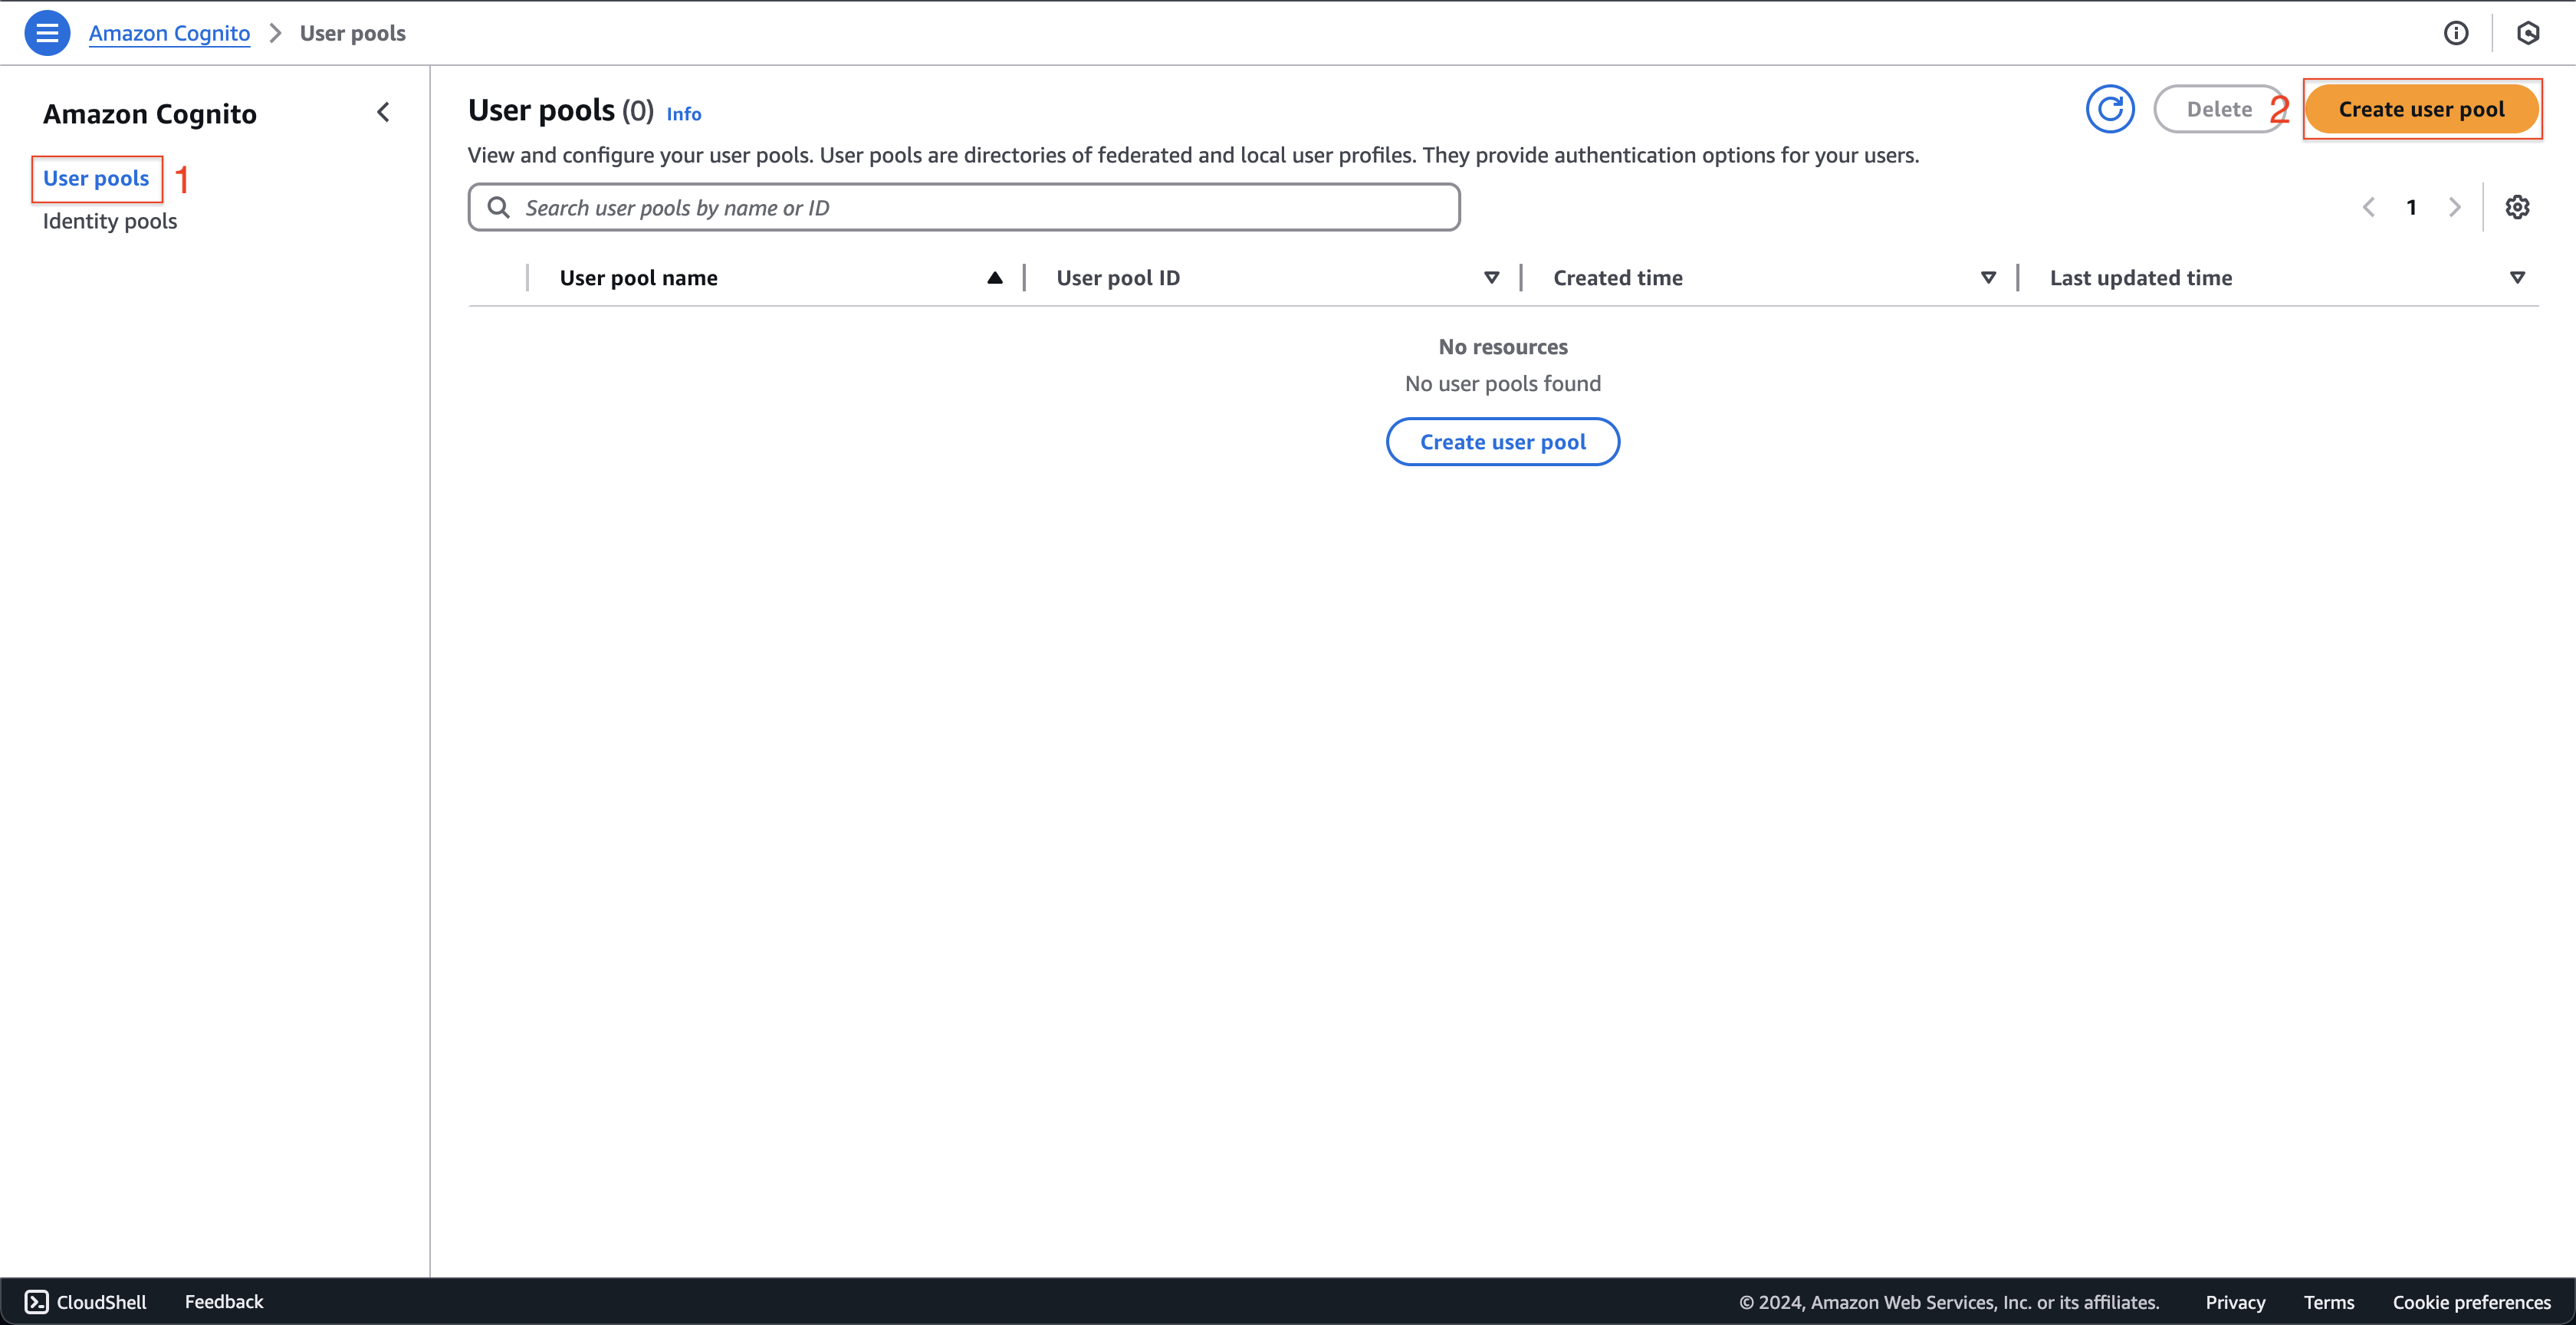 Amazon Cognito > User pools
Amazon Cognito
User pools 1
Identity pools
User pools (0) Info
Delete 2 Create user pool
View and configure your user pools. User pools are directories of federated and local user profiles. They provide authentication options for your users.
Search user pools by name or ID
1
User pool name User pool ID Created time Last updated time
No resources
No user pools found
Create user pool
CloudShell Feedback © 2024, Amazon Web Services, Inc. or its affiliates. Privacy Terms Cookie preferences